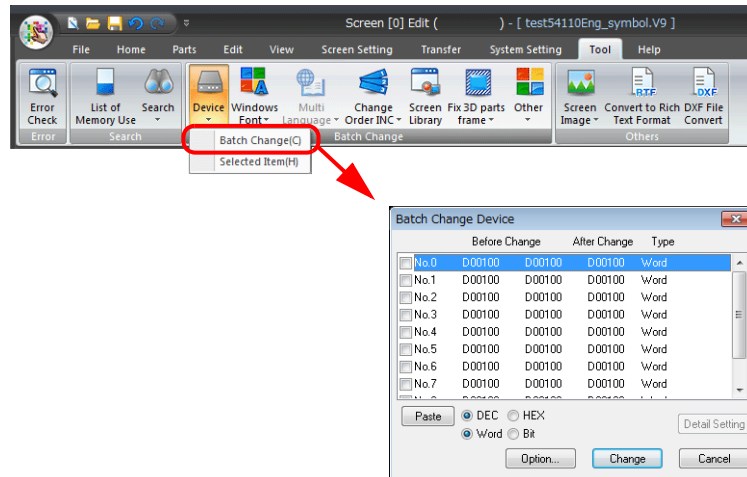 Screen [0] Edit ( ) - [ test54110Eng_symbol.V9 ]
File Home Parts Edit View Screen Setting Transfer System Setting Tool Help
Error Check
List of Memory Use
Search
Device
Windows Font
Multi Language
Change Order INC
Screen Library
Fix 3D parts frame
Other
Screen Image
RTF
Convert to Rich Text Format
DXF
DXF File Convert
Error Search Batch Change Others
Batch Change(C)
Selected Item(H)
Batch Change Device
Before Change After Change Type
No.0 D00100 D00100 D00100 Word
No.1 D00100 D00100 D00100 Word
No.2 D00100 D00100 D00100 Word
No.3 D00100 D00100 D00100 Word
No.4 D00100 D00100 D00100 Word
No.5 D00100 D00100 D00100 Word
No.6 D00100 D00100 D00100 Word
No.7 D00100 D00100 D00100 Word
Paste DEC HEX
Word Bit
Detail Setting
Option... Change Cancel